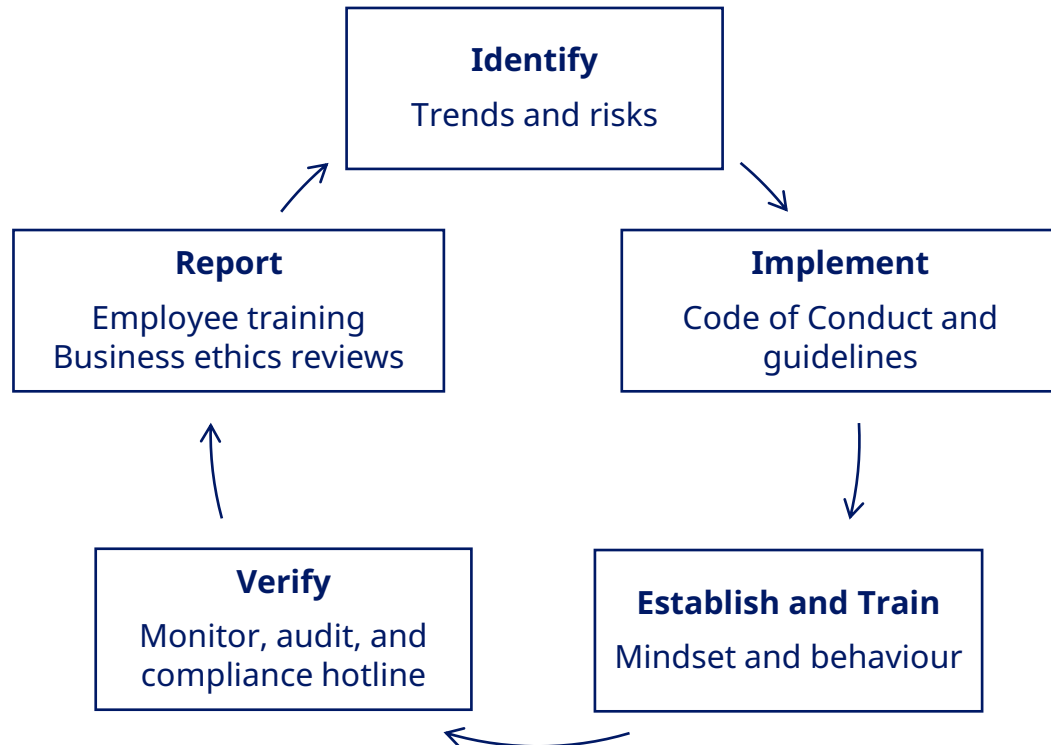 Identify
Trends and risks
Implement
Code of Conduct and
guidelines
Establish and Train
Mindset and behaviour
Verify
Monitor, audit, and
compliance hotline
Report
Employee training
Business ethics reviews